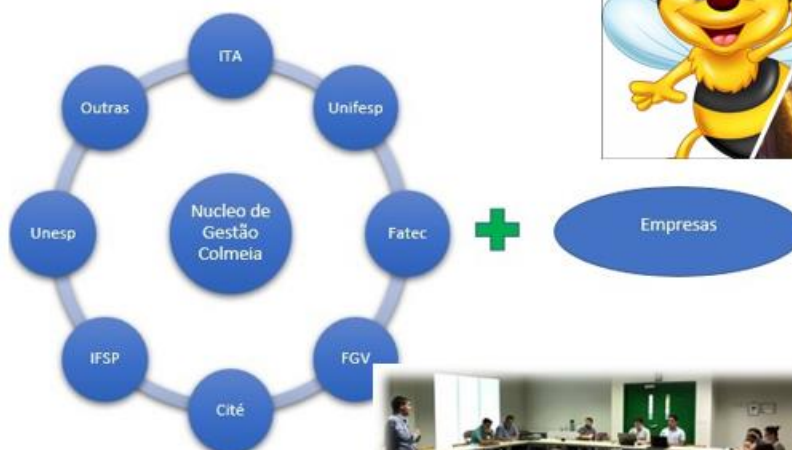 ITA
Outras
Unifesp
Unesp
Nucleo de
Gestão
Colmeia
Fatec
Empresas
IFSP
FGV
Cité